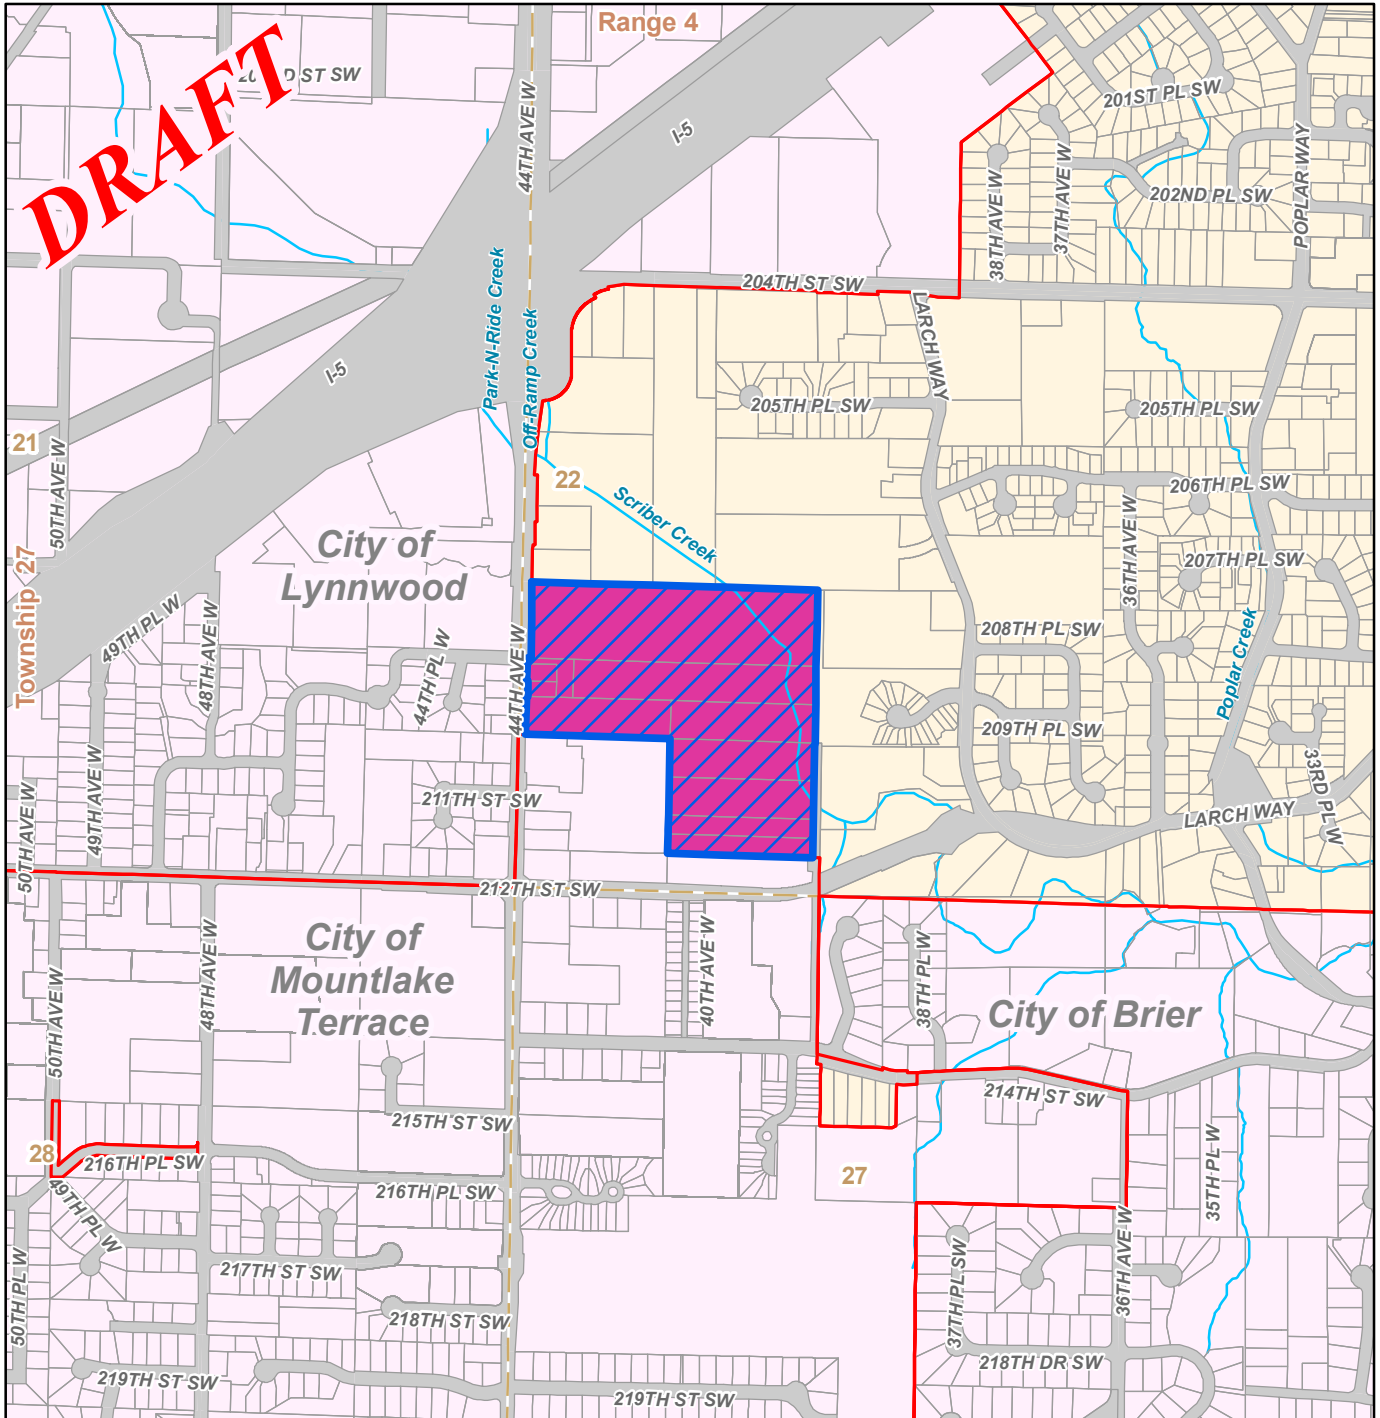 Range 4
DRAFT
D ST SW
I-5
44TH AVE W
201ST PL SW
POPLAR WAY
37TH AVE W
38TH AVE W
202ND PL SW
Park-N-Ride Creek
204TH ST SW
Off-Ramp Creek
LARCH WAY
I-5
205TH PL SW
205TH PL SW
21
50TH AVE W
22
Scriber Creek
206TH PL SW
36TH AVE W
City of
Lynnwood
207TH PL SW
Township 27
49TH PL W
48TH AVE W
44TH PL W
44TH AVE W
208TH PL SW
Poplar Creek
209TH PL SW
33RD PL W
211TH ST SW
49TH AVE W
50TH AVE W
LARCH WAY
212TH ST SW
City of
Mountlake
Terrace
48TH AVE W
40TH AVE W
38TH PL W
City of Brier
50TH AVE W
214TH ST SW
215TH ST SW
35TH PL W
28
216TH PL SW
216TH PL SW
27
49TH PL W
36TH AVE W
37TH PL SW
217TH ST SW
50TH PL W
218TH ST SW
218TH DR SW
219TH ST SW
219TH ST SW